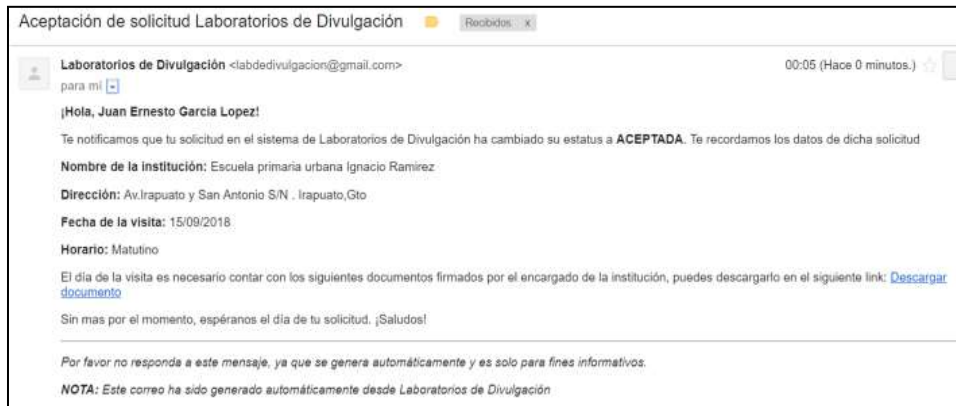 Aceptación de solicitud Laboratorios de Divulgación Recibidos x
Laboratorios de Divulgación <labdedivulgacion@gmail.com> 00:05 (Hace 0 minutos.)
para mí
¡Hola, Juan Ernesto Garcia Lopez!
Te notificamos que tu solicitud en el sistema de Laboratorios de Divulgación ha cambiado su estatus a ACEPTADA. Te recordamos los datos de dicha solicitud
Nombre de la institución: Escuela primaria urbana Ignacio Ramirez
Dirección: Av.Irapuato y San Antonio S/N . Irapuato,Gto
Fecha de la visita: 15/09/2018
Horario: Matutino
El día de la visita es necesario contar con los siguientes documentos firmados por el encargado de la institución, puedes descargarlo en el siguiente link: Descargar
documento
Sin mas por el momento, espéranos el día de tu solicitud. ¡Saludos!
Por favor no responda a este mensaje, ya que se genera automáticamente y es solo para fines informativos.
NOTA: Este correo ha sido generado automáticamente desde Laboratorios de Divulgación